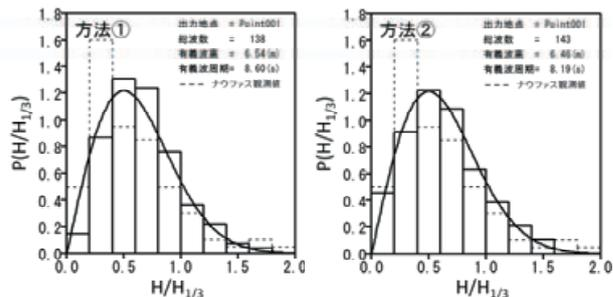 方法①
出力地点 = Point001
総波数 = 138
有義波高 = 6.54(m)
有義波周期= 8.60(s)
ナウファス観測値
P(H/H1/3)
1.8
1.6
1.4
1.2
1.0
0.8
0.6
0.4
0.2
0.0
0.0 0.5 1.0 1.5 2.0
H/H1/3
方法②
出力地点 = Point001
総波数 = 143
有義波高 = 6.46(m)
有義波周期= 8.19(s)
ナウファス観測値
P(H/H1/3)
1.8
1.6
1.4
1.2
1.0
0.8
0.6
0.4
0.2
0.0
0.0 0.5 1.0 1.5 2.0
H/H1/3